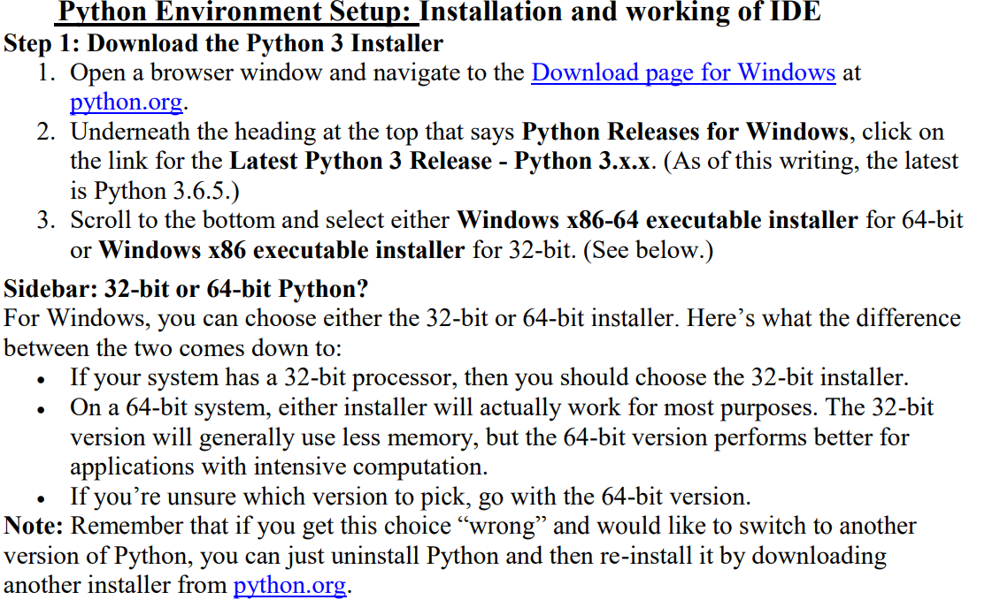 Python Environment Setup: Installation and working of IDE
Step 1: Download the Python 3 Installer
1. Open a browser window and navigate to the Download page for Windows at
python.org.
2. Underneath the heading at the top that says Python Releases for Windows, click on
the link for the Latest Python 3 Release - Python 3.x.x. (As of this writing, the latest
is Python 3.6.5.)
3. Scroll to the bottom and select either Windows x86-64 executable installer for 64-bit
or Windows x86 executable installer for 32-bit. (See below.)
Sidebar: 32-bit or 64-bit Python?
For Windows, you can choose either the 32-bit or 64-bit installer. Here’s what the difference
between the two comes down to:
• If your system has a 32-bit processor, then you should choose the 32-bit installer.
• On a 64-bit system, either installer will actually work for most purposes. The 32-bit
version will generally use less memory, but the 64-bit version performs better for
applications with intensive computation.
• If you’re unsure which version to pick, go with the 64-bit version.
Note: Remember that if you get this choice “wrong” and would like to switch to another
version of Python, you can just uninstall Python and then re-install it by downloading
another installer from python.org.